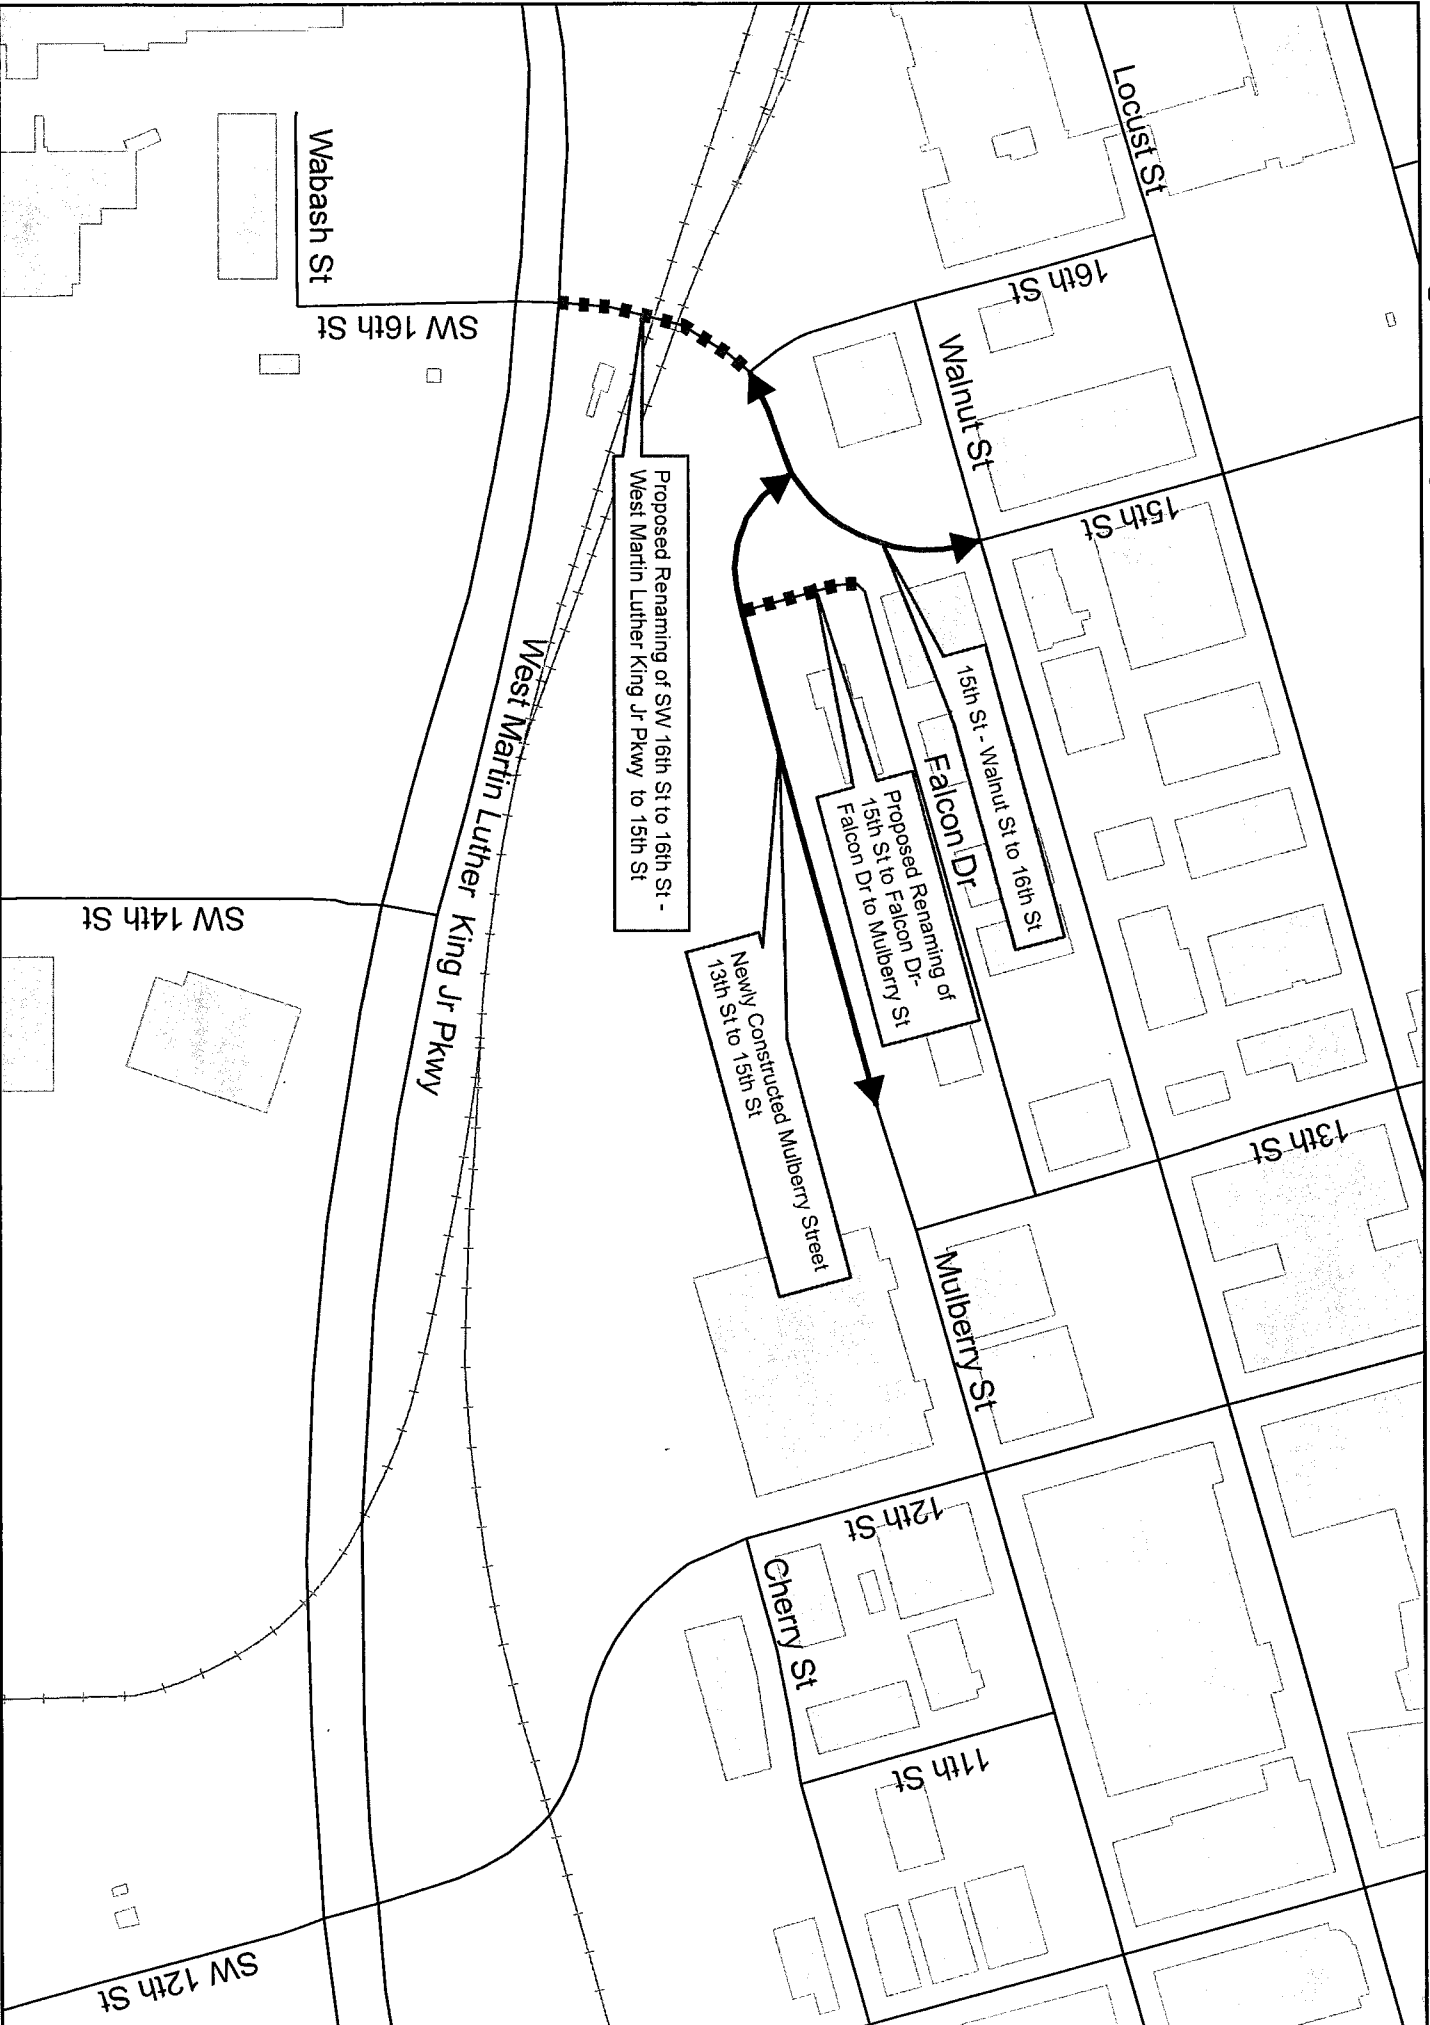 Locust St
16th St
Walnut St
15th St
Wabash St
SW 16th St
Proposed Renaming of SW 16th St to 16th St -
West Martin Luther King Jr Pkwy to 15th St
15th St - Walnut St to 16th St
Falcon Dr
Proposed Renaming of
15th St to Falcon Dr-
Falcon Dr to Mulberry St
Newly Constructed Mulberry Street
13th St to 15th St
West Martin Luther King Jr Pkwy
SW 14th St
13th St
Mulberry St
12th St
Cherry St
11th St
SW 12th St